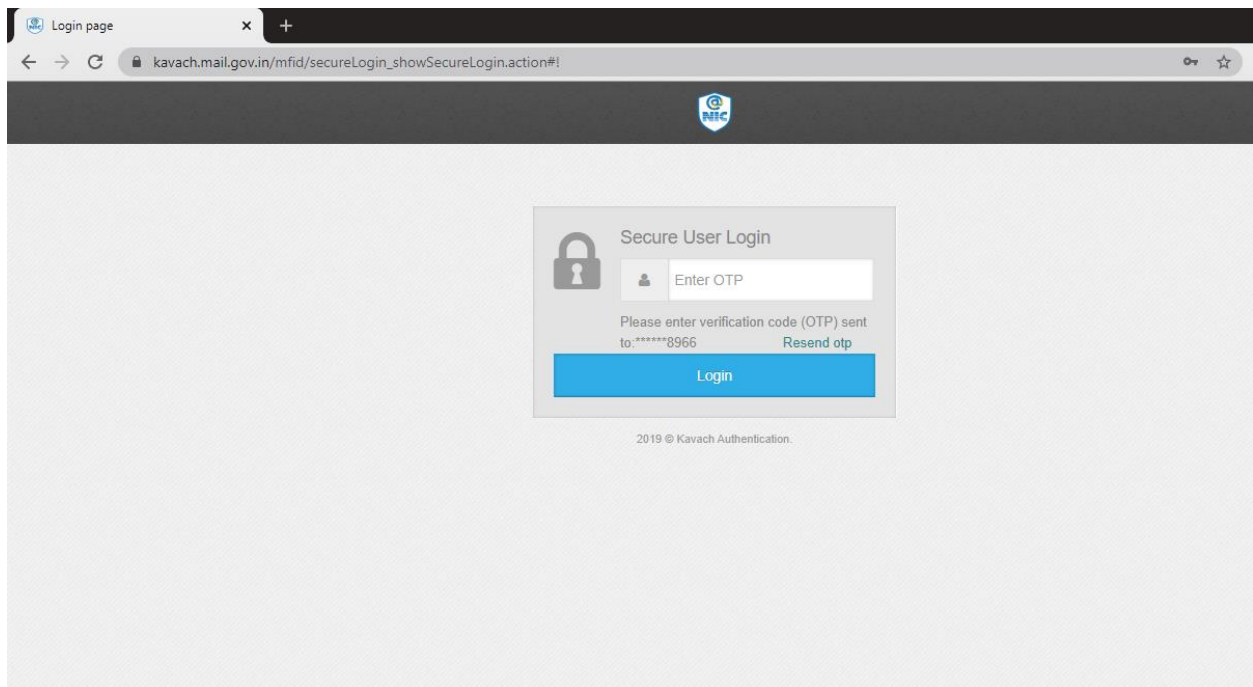 Login page
kavach.mail.gov.in/mfid/secureLogin_showSecureLogin.action#!
@
NIC
Secure User Login
Enter OTP
Please enter verification code (OTP) sent
to:******8966 Resend otp
Login
2019 © Kavach Authentication.